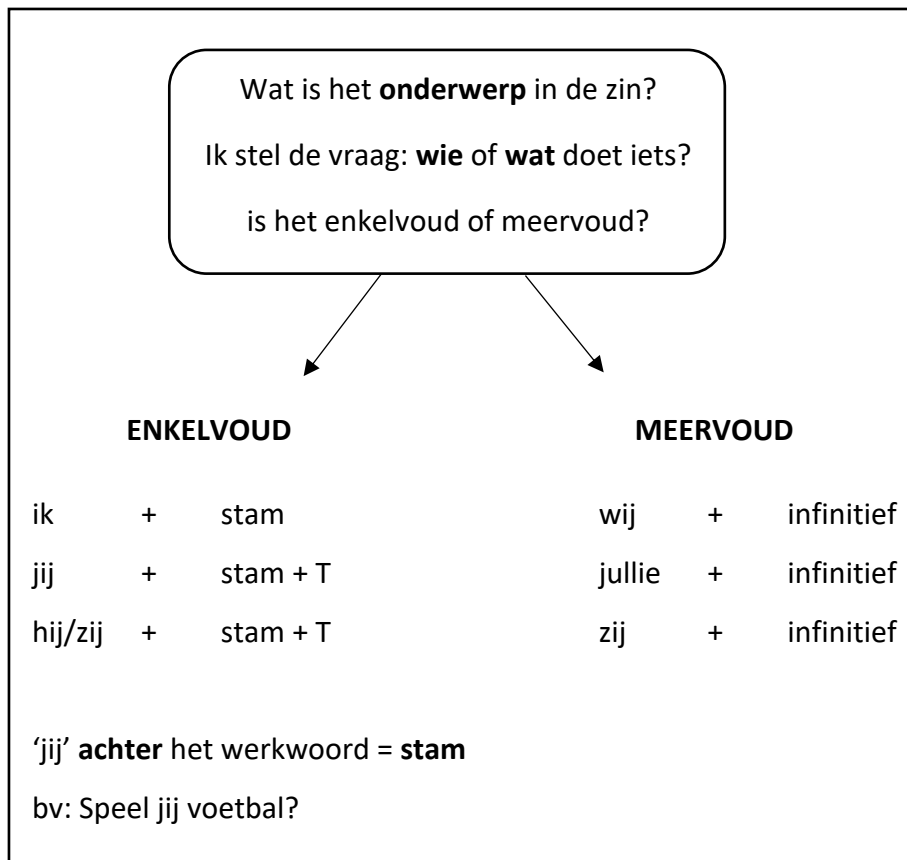 Wat is het onderwerp in de zin?
Ik stel de vraag: wie of wat doet iets?
is het enkelvoud of meervoud?
ENKELVOUD MEERVOUD
ik + stam wij + infinitief
jij + stam + T jullie + infinitief
hij/zij + stam + T zij + infinitief
‘jij’ achter het werkwoord = stam
bv: Speel jij voetbal?